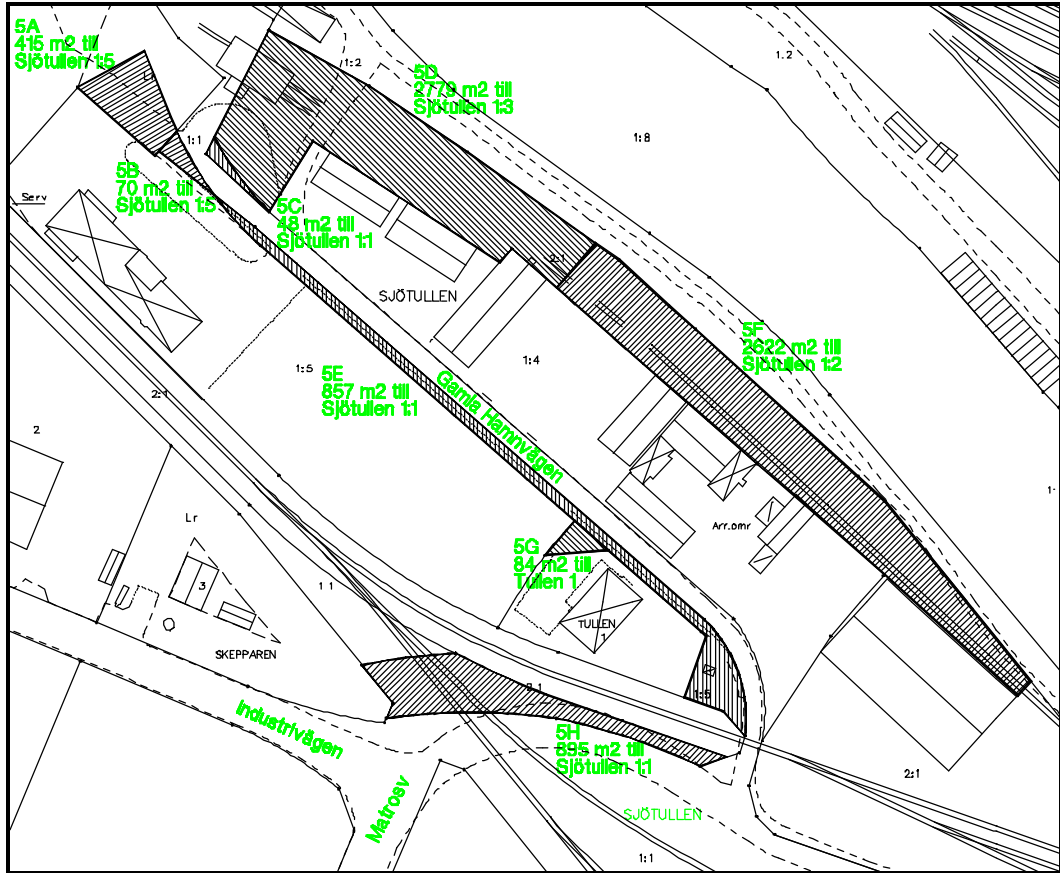 5A
415 m2 till
Sjötullen 1:5
1:2
5D
2779 m2 till
Sjötullen 1:3
1.2
1:8
1:1
5B
70 m2 till
Sjötullen 1:5
Serv
5C
48 m2 till
Sjötullen 1:1
2:1
SJÖTULLEN
5F
2622 m2 till
Sjötullen 1:2
1:4
1:5
5E
857 m2 till
Sjötullen 1:1
2:1
Gamla Hamnvägen
2
1-
Lr
Arr.omr
5G
84 m2 till
Tullen 1
3
1 1
TULLEN
1
SKEPPAREN
2:1
1:5
Industrivägen
5H
895 m2 till
Sjötullen 1:1
2:1
Matrosv
SJÖTULLEN
1:1